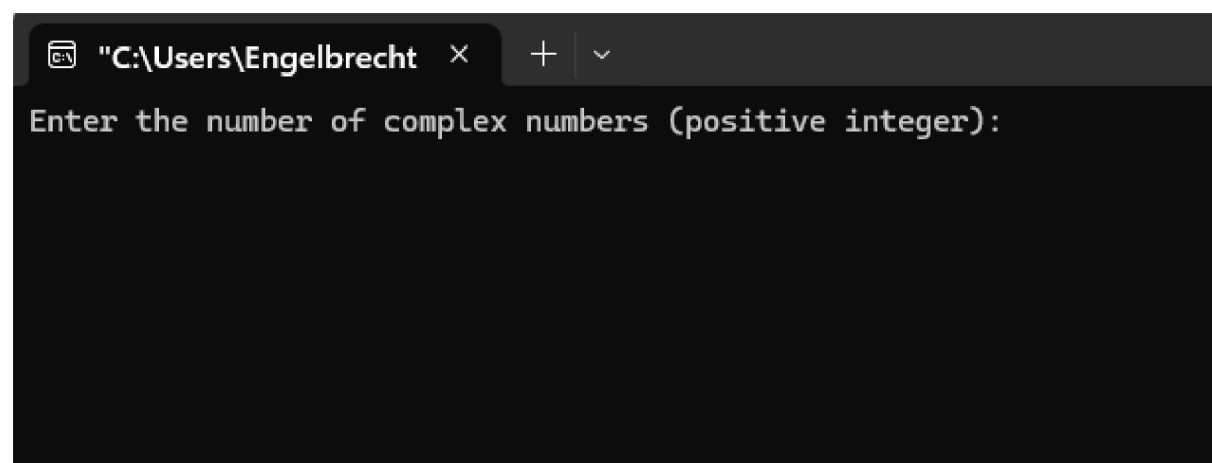 "C:\Users\Engelbrecht
Enter the number of complex numbers (positive integer):